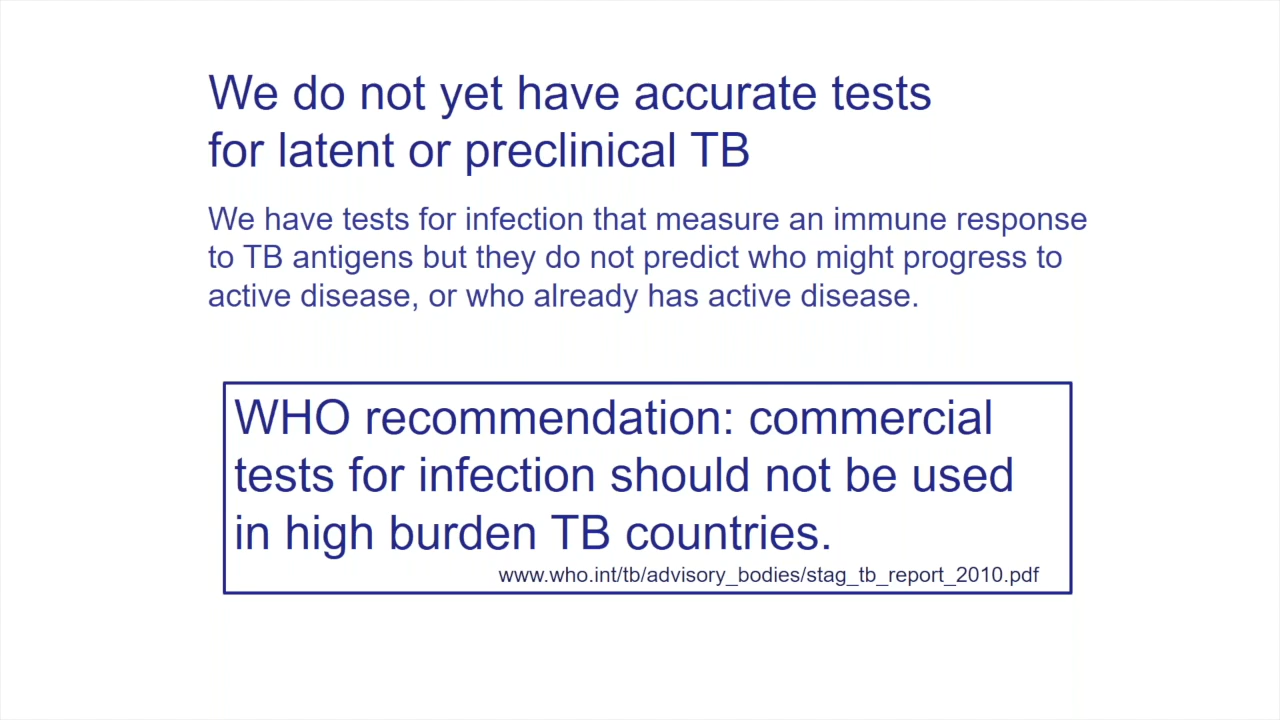 We do not yet have accurate tests
for latent or preclinical TB
We have tests for infection that measure an immune response
to TB antigens but they do not predict who might progress to
active disease, or who already has active disease.
WHO recommendation: commercial
tests for infection should not be used
in high burden TB countries.
www.who.int/tb/advisory_bodies/stag_tb_report_2010.pdf